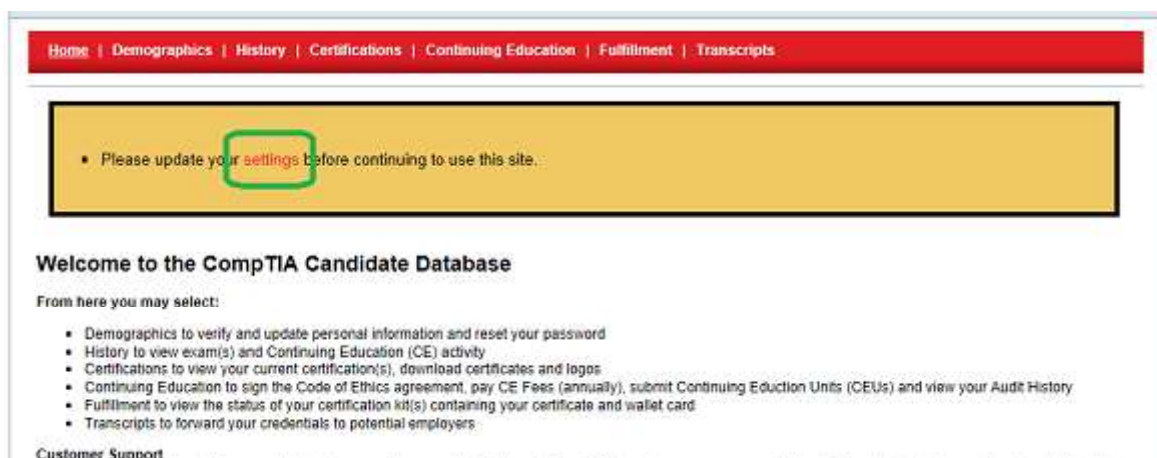 Home | Demographics | History | Certifications | Continuing Education | Fulfillment | Transcripts
• Please update your settings before continuing to use this site.
Welcome to the CompTIA Candidate Database
From here you may select:
• Demographics to verify and update personal information and reset your password
• History to view exam(s) and Continuing Education (CE) activity
• Certifications to view your current certification(s), download certificates and logos
• Continuing Education to sign the Code of Ethics agreement, pay CE Fees (annually), submit Continuing Eduction Units (CEUs) and view your Audit History
• Fulfillment to view the status of your certification kit(s) containing your certificate and wallet card
• Transcripts to forward your credentials to potential employers
Customer Support